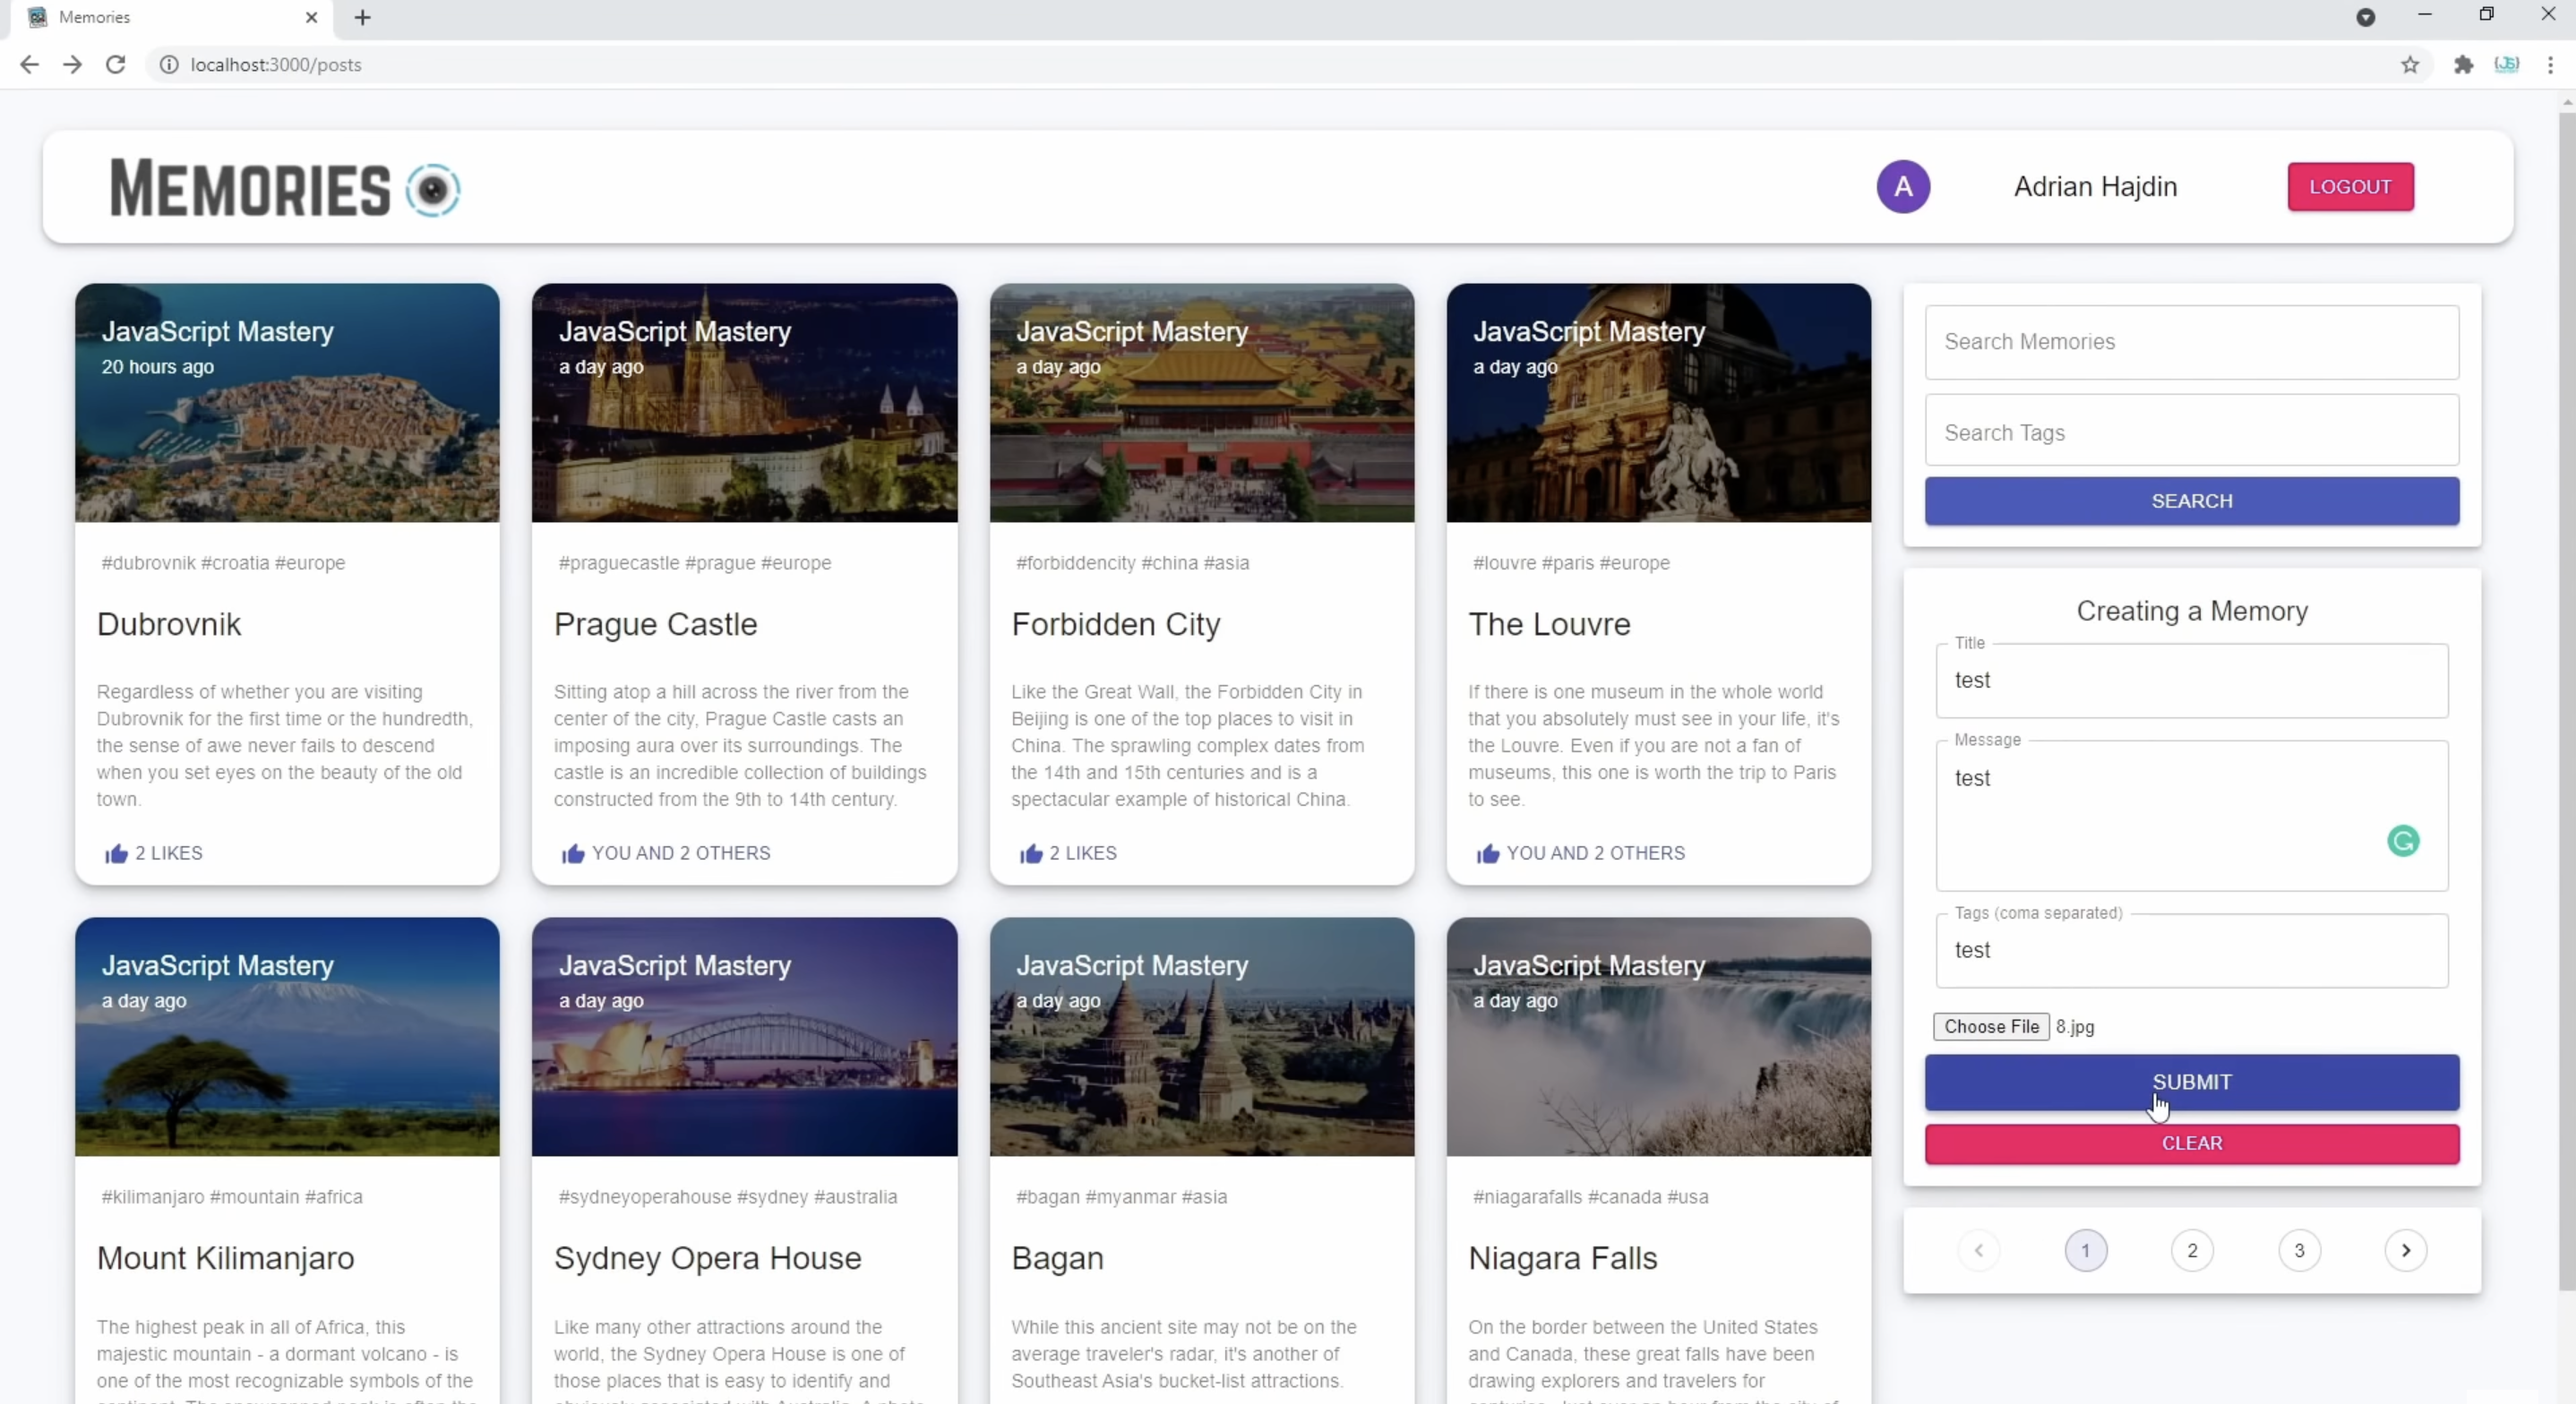 Memories
localhost:3000/posts
MEMORIES
A
Adrian Hajdin
LOGOUT
JavaScript Mastery
20 hours ago
#dubrovnik #croatia #europe
Dubrovnik
Regardless of whether you are visiting
Dubrovnik for the first time or the hundredth,
the sense of awe never fails to descend
when you set eyes on the beauty of the old
town.
2 LIKES
JavaScript Mastery
a day ago
#praguecastle #prague #europe
Prague Castle
Sitting atop a hill across the river from the
center of the city, Prague Castle casts an
imposing aura over its surroundings. The
castle is an incredible collection of buildings
constructed from the 9th to 14th century.
YOU AND 2 OTHERS
JavaScript Mastery
a day ago
#forbiddencity #china #asia
Forbidden City
Like the Great Wall, the Forbidden City in
Beijing is one of the top places to visit in
China. The sprawling complex dates from
the 14th and 15th centuries and is a
spectacular example of historical China.
2 LIKES
JavaScript Mastery
a day ago
#louvre #paris #europe
The Louvre
If there is one museum in the whole world
that you absolutely must see in your life, it's
the Louvre. Even if you are not a fan of
museums, this one is worth the trip to Paris
to see.
YOU AND 2 OTHERS
JavaScript Mastery
a day ago
#kilimanjaro #mountain #africa
Mount Kilimanjaro
The highest peak in all of Africa, this
majestic mountain - a dormant volcano - is
one of the most recognizable symbols of the
JavaScript Mastery
a day ago
#sydneyoperahouse #sydney #australia
Sydney Opera House
Like many other attractions around the
world, the Sydney Opera House is one of
those places that is easy to identify and
JavaScript Mastery
a day ago
#bagan #myanmar #asia
Bagan
While this ancient site may not be on the
average traveler's radar, it's another of
Southeast Asia's bucket-list attractions.
JavaScript Mastery
a day ago
#niagarafalls #canada #usa
Niagara Falls
On the border between the United States
and Canada, these great falls have been
drawing explorers and travelers for
Search Memories
Search Tags
SEARCH
Creating a Memory
Title
test
Message
test
Tags (coma separated)
test
Choose File 8.jpg
SUBMIT
CLEAR
1 2 3